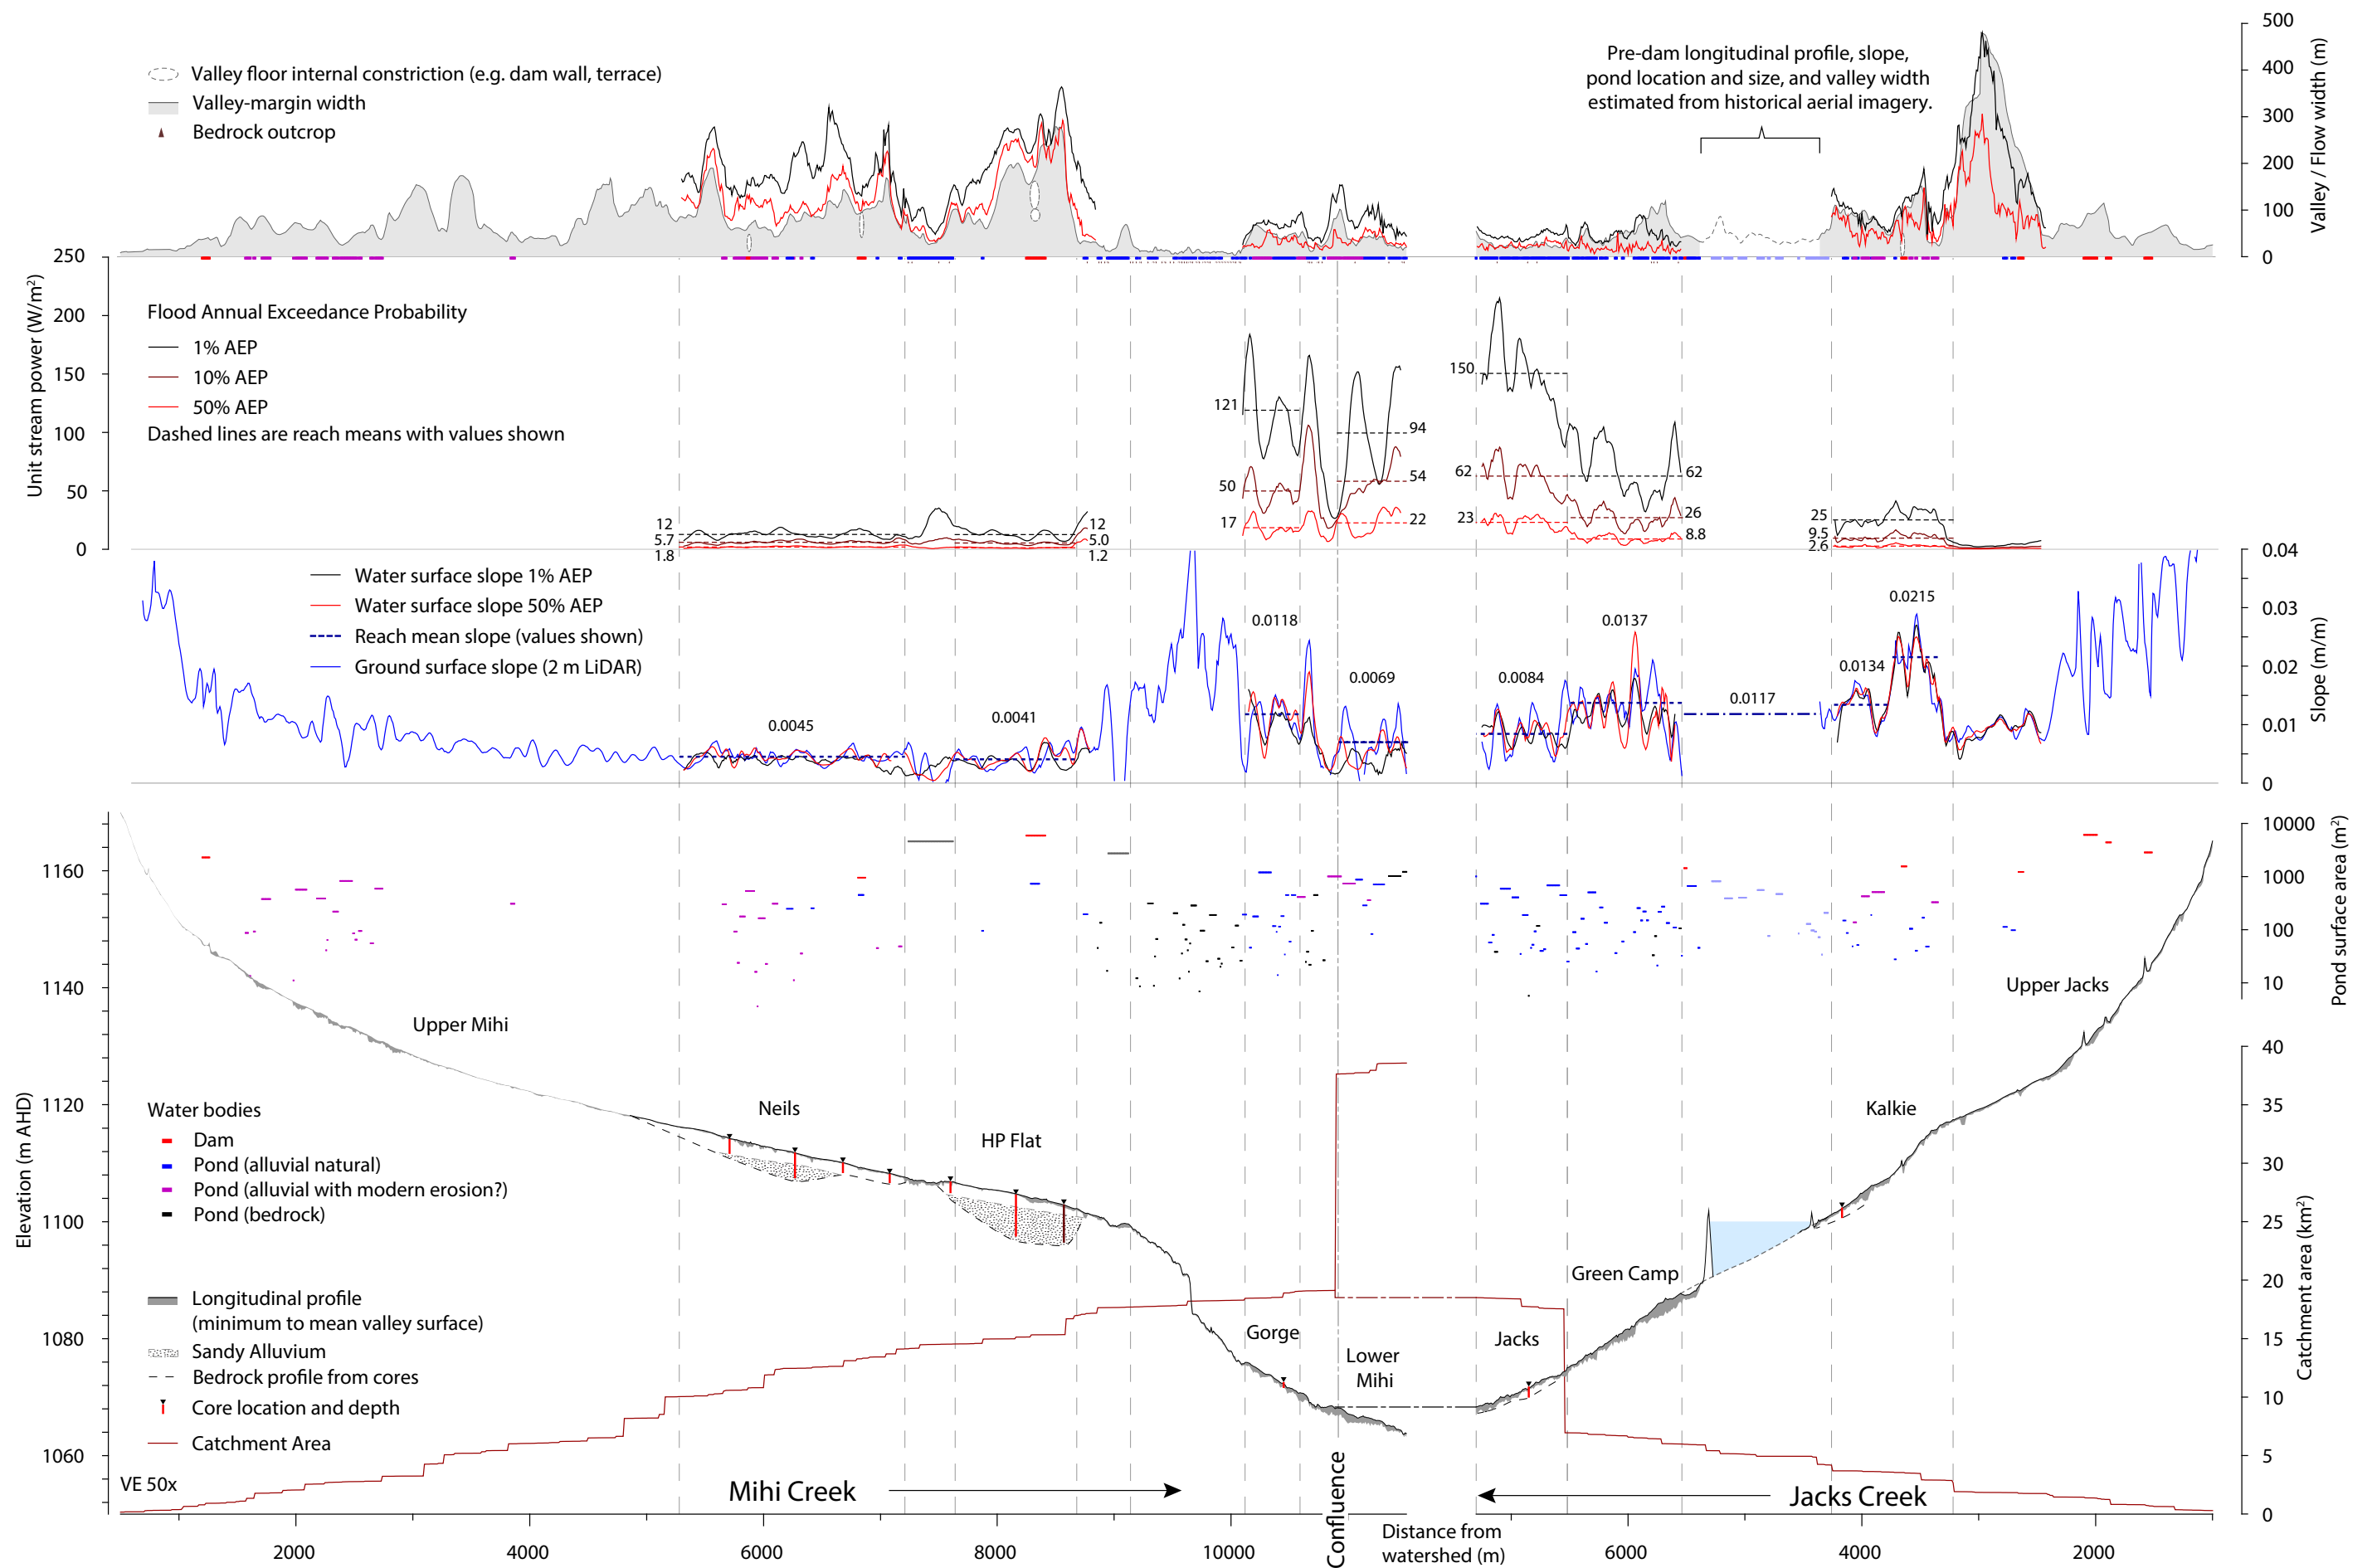 Valley floor internal constriction (e.g. dam wall, terrace)
Valley-margin width
Bedrock outcrop
Pre-dam longitudinal profile, slope,
pond location and size, and valley width
estimated from historical aerial imagery.
500
400
300
200
100
0
Valley / Flow width (m)
250
200
150
100
50
0
Unit stream power (W/m²)
Flood Annual Exceedance Probability
1% AEP
10% AEP
50% AEP
Dashed lines are reach means with values shown
12
5.7
1.8
12
5.0
1.2
121
50
17
94
54
22
150
62
23
62
26
8.8
25
9.5
2.6
Water surface slope 1% AEP
Water surface slope 50% AEP
Reach mean slope (values shown)
Ground surface slope (2 m LiDAR)
0.0045
0.0041
0.0118
0.0069
0.0084
0.0137
0.0117
0.0134
0.0215
0.04
0.03
0.02
0.01
0
Slope (m/m)
10000
1000
100
10
Pond surface area (m²)
1160
1140
1120
1100
1080
1060
Elevation (m AHD)
Upper Mihi
Neils
HP Flat
Gorge
Lower
Mihi
Jacks
Green Camp
Kalkie
Upper Jacks
Water bodies
Dam
Pond (alluvial natural)
Pond (alluvial with modern erosion?)
Pond (bedrock)
Longitudinal profile
(minimum to mean valley surface)
Sandy Alluvium
Bedrock profile from cores
Core location and depth
Catchment Area
VE 50x
40
35
30
25
20
15
10
5
0
Catchment area (km²)
Mihi Creek
Confluence
Jacks Creek
2000
4000
6000
8000
10000
Distance from
watershed (m)
6000
4000
2000